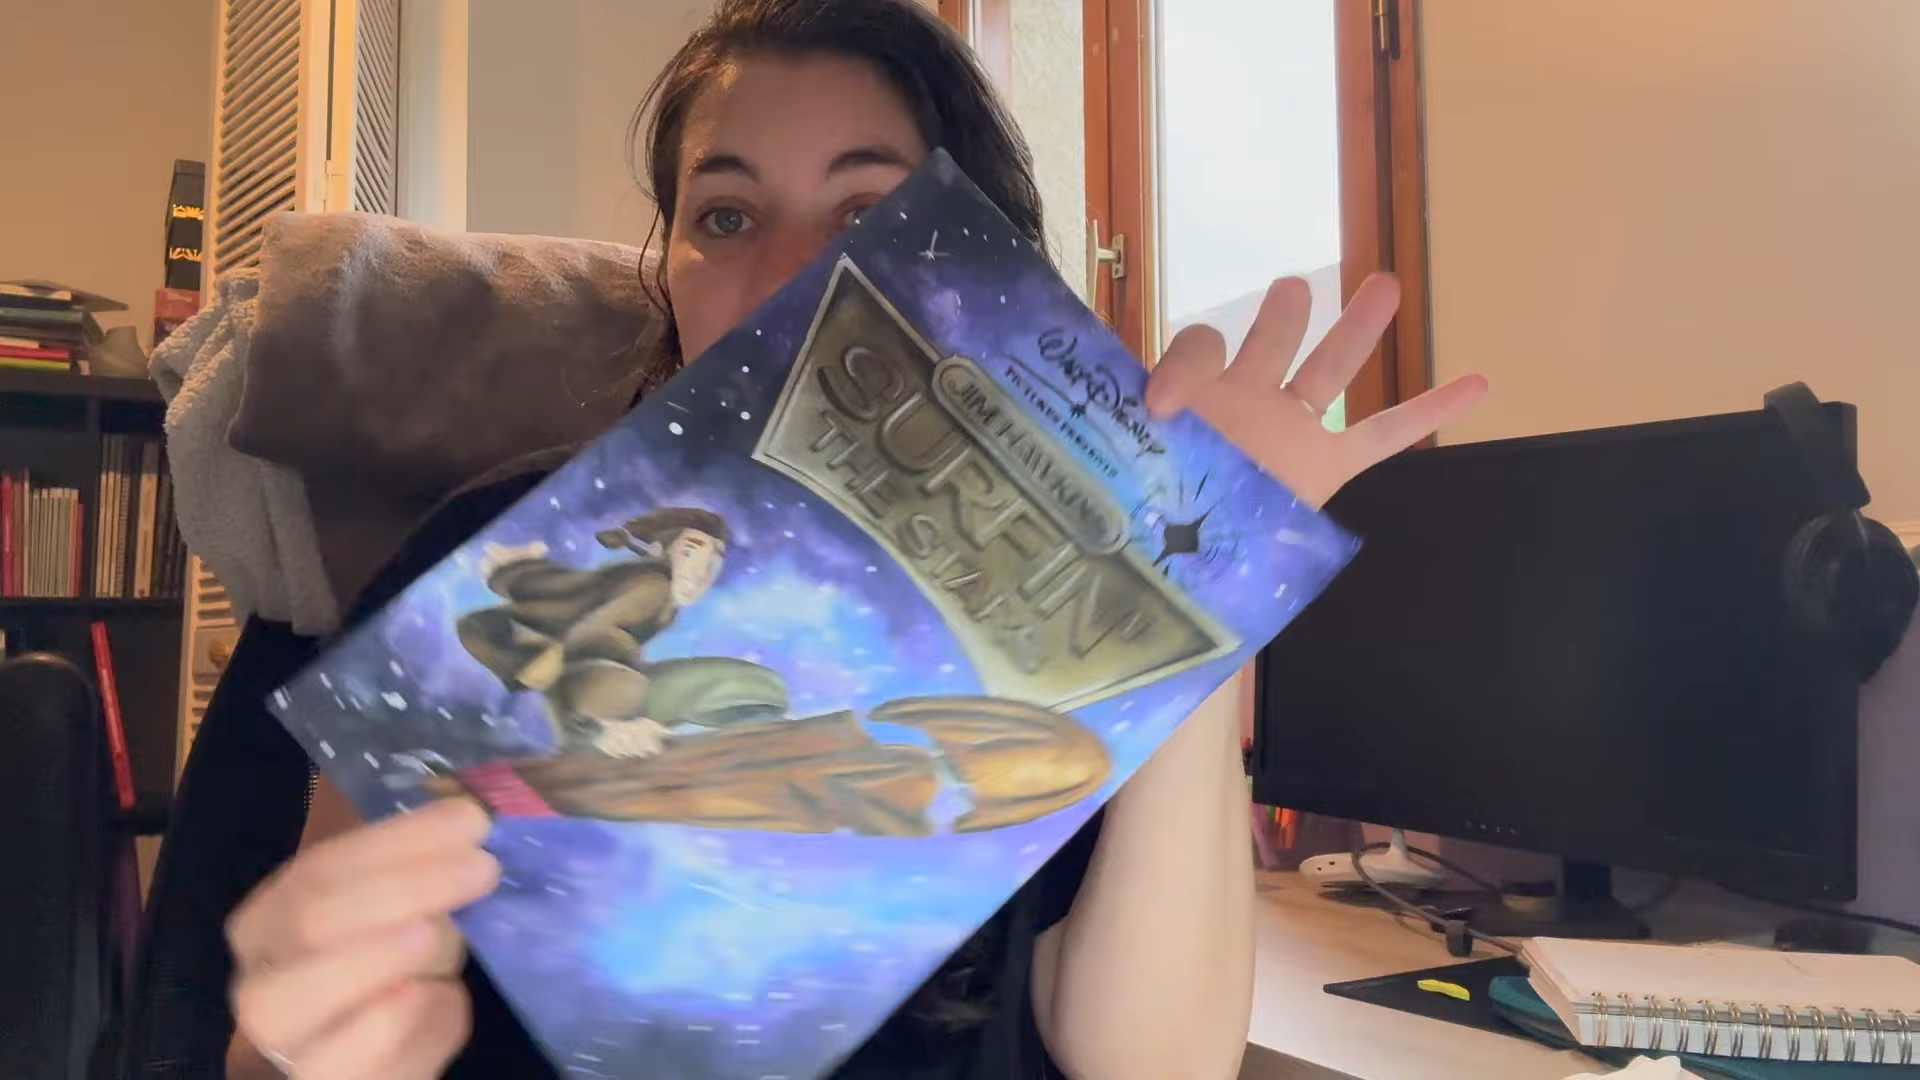 WALT DISNEY
PICTURES PRESENTS
JIM HAWKINS
SURFIN'
THE STARS